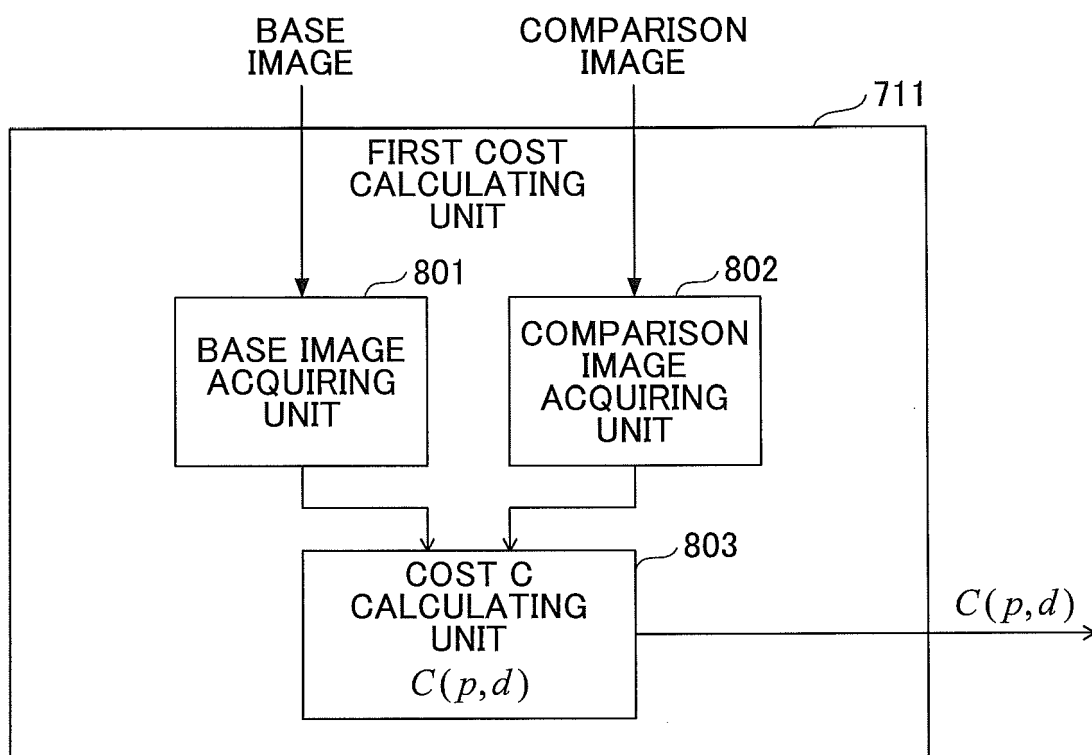 BASE
IMAGE
COMPARISON
IMAGE
711
FIRST COST
CALCULATING
UNIT
801
BASE IMAGE
ACQUIRING
UNIT
802
COMPARISON
IMAGE
ACQUIRING
UNIT
803
COST C
CALCULATING
UNIT
C(p,d)
C(p,d)